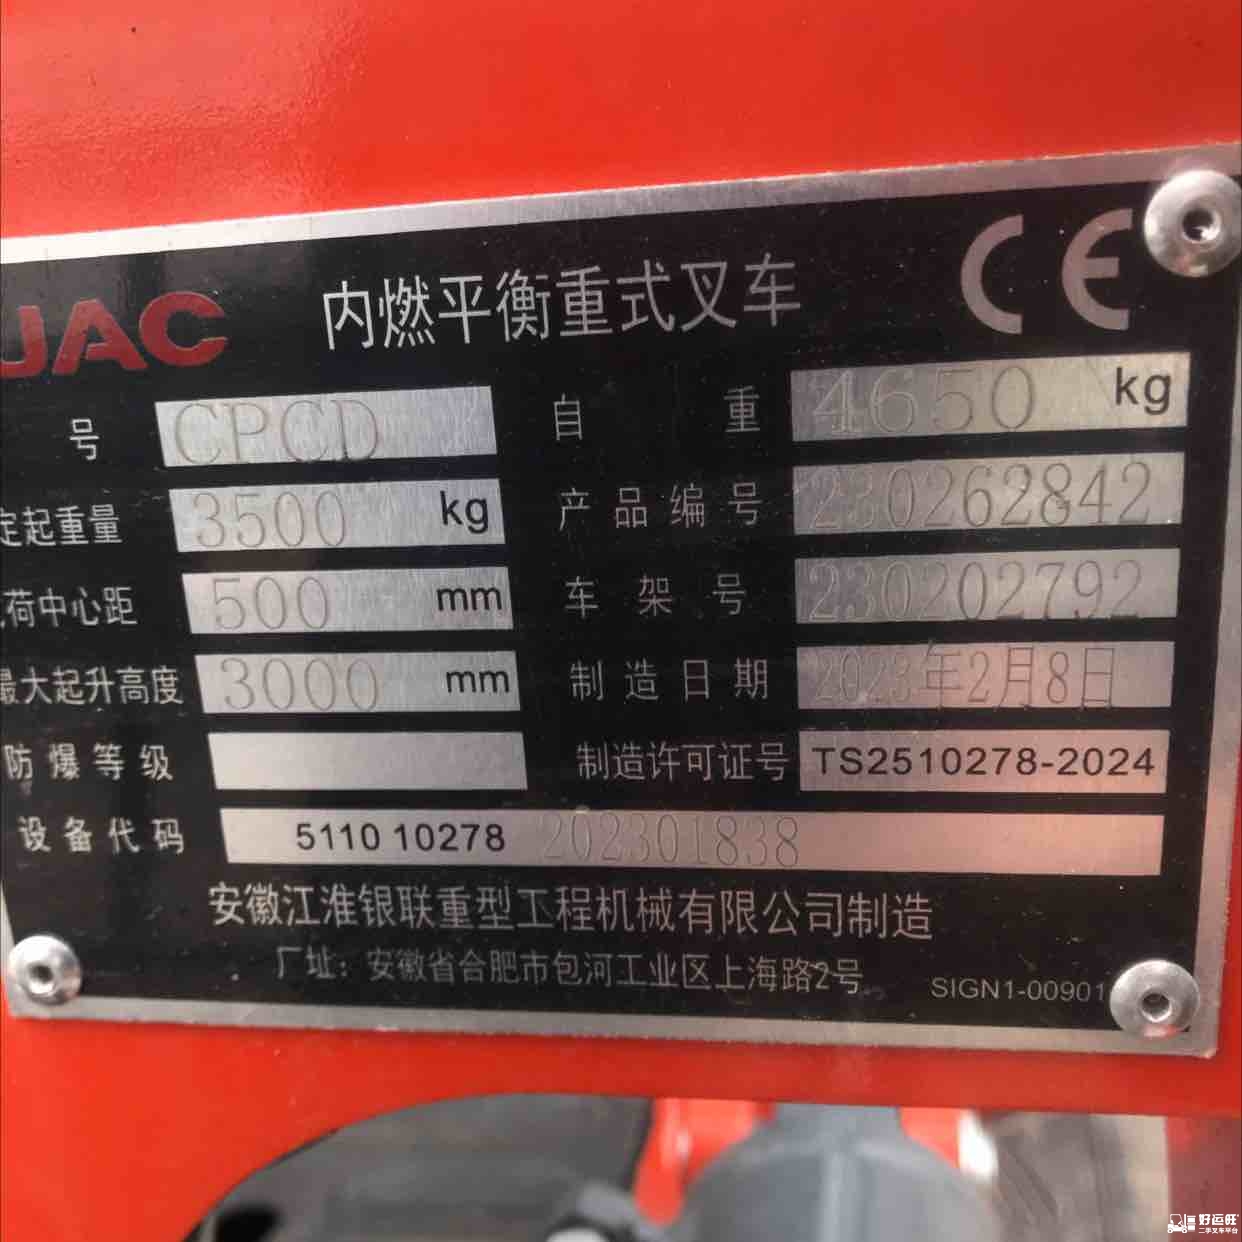 JAC 内燃平衡重式叉车 CE
号 CPCD 自重 4650 kg
定起重量 3500 kg 产品编号 230262842
荷中心距 500 mm 车架号 230202792
最大起升高度 3000 mm 制造日期 2023年2月8日
防爆等级 制造许可证号 TS2510278-2024
设备代码 5110 10278 202301838
安徽江淮银联重型工程机械有限公司制造
厂址：安徽省合肥市包河工业区上海路2号 SIGN1-00901
好运旺
二手叉车平台